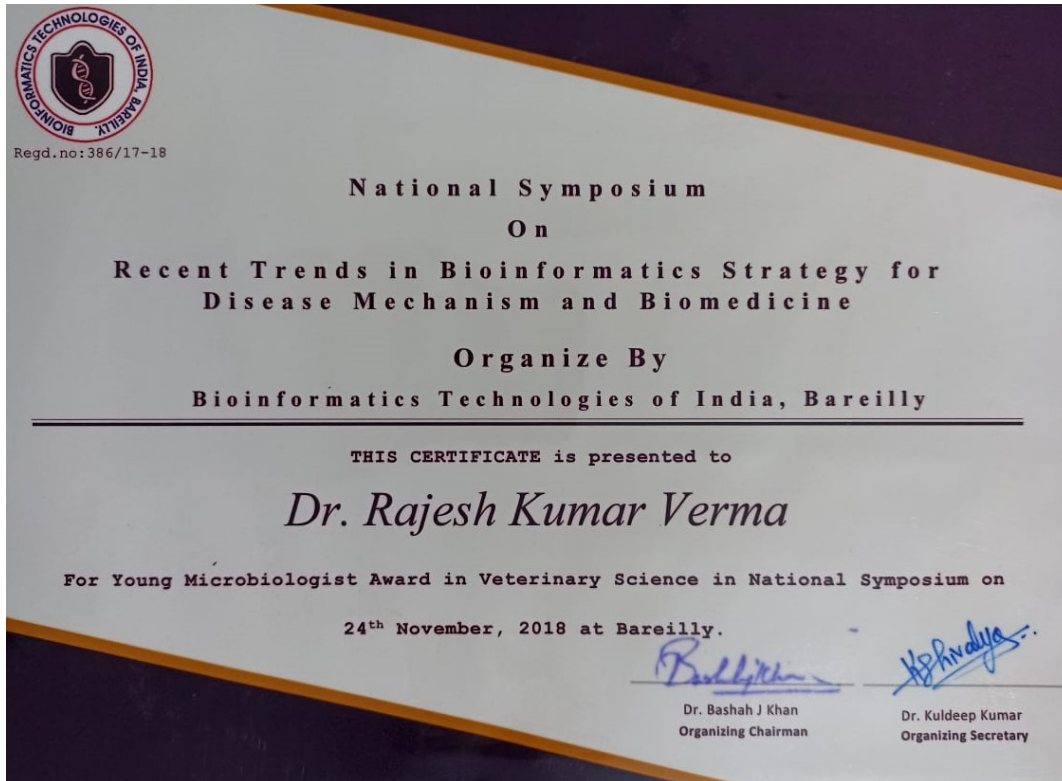 BIOINFORMATICS TECHNOLOGIES OF INDIA, BAREILLY.
Regd.no:386/17-18
National Symposium
On
Recent Trends in Bioinformatics Strategy for
Disease Mechanism and Biomedicine
Organize By
Bioinformatics Technologies of India, Bareilly
THIS CERTIFICATE is presented to
Dr. Rajesh Kumar Verma
For Young Microbiologist Award in Veterinary Science in National Symposium on
24th November, 2018 at Bareilly.
Dr. Bashah J Khan
Organizing Chairman
Dr. Kuldeep Kumar
Organizing Secretary